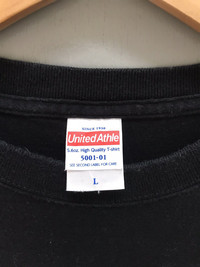 SINCE 1958
United Athle
5.6oz. High Quality T-shirt
5001-01
SEE SECOND LABEL FOR CARE
L